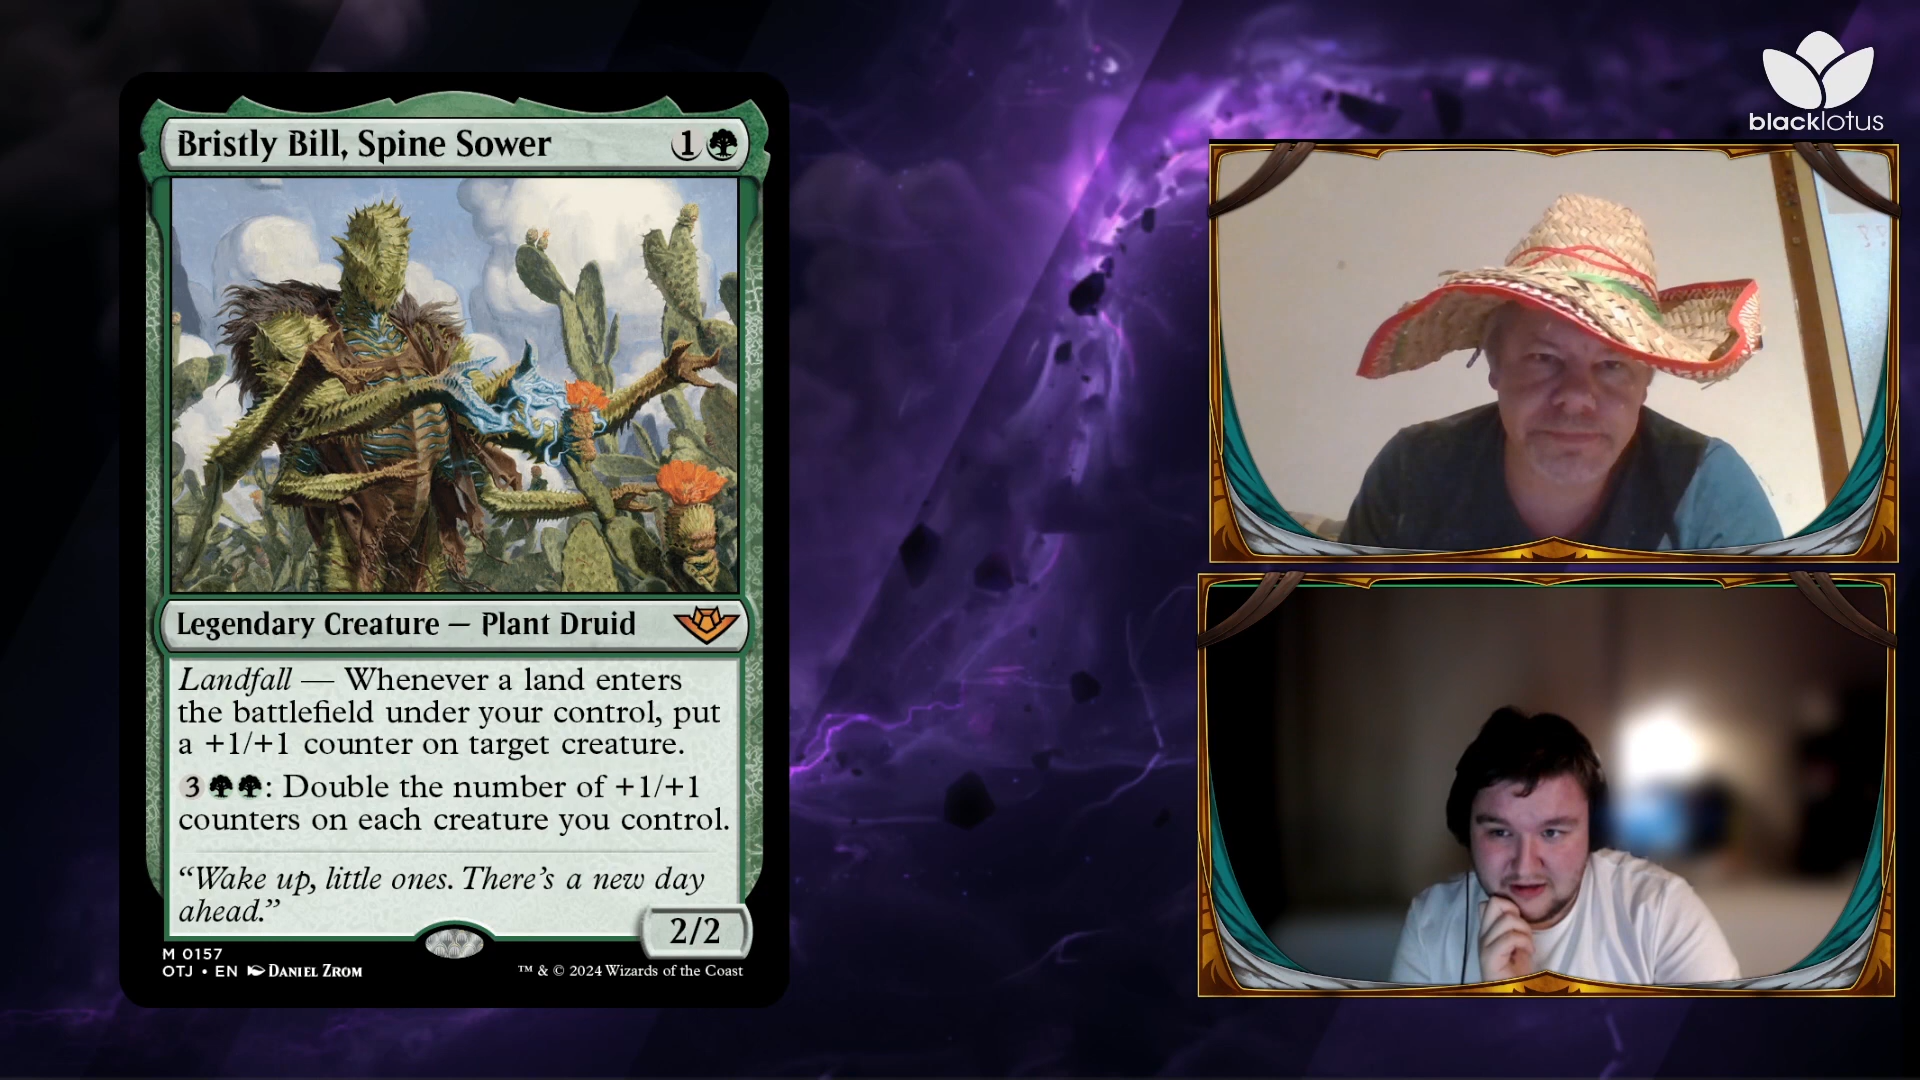 Bristly Bill, Spine Sower 1
Legendary Creature — Plant Druid
Landfall — Whenever a land enters
the battlefield under your control, put
a +1/+1 counter on target creature.
3: Double the number of +1/+1
counters on each creature you control.
“Wake up, little ones. There’s a new day
ahead.”
2/2
M 0157
OTJ • EN DANIEL ZROM
™ & © 2024 Wizards of the Coast
blacklotus